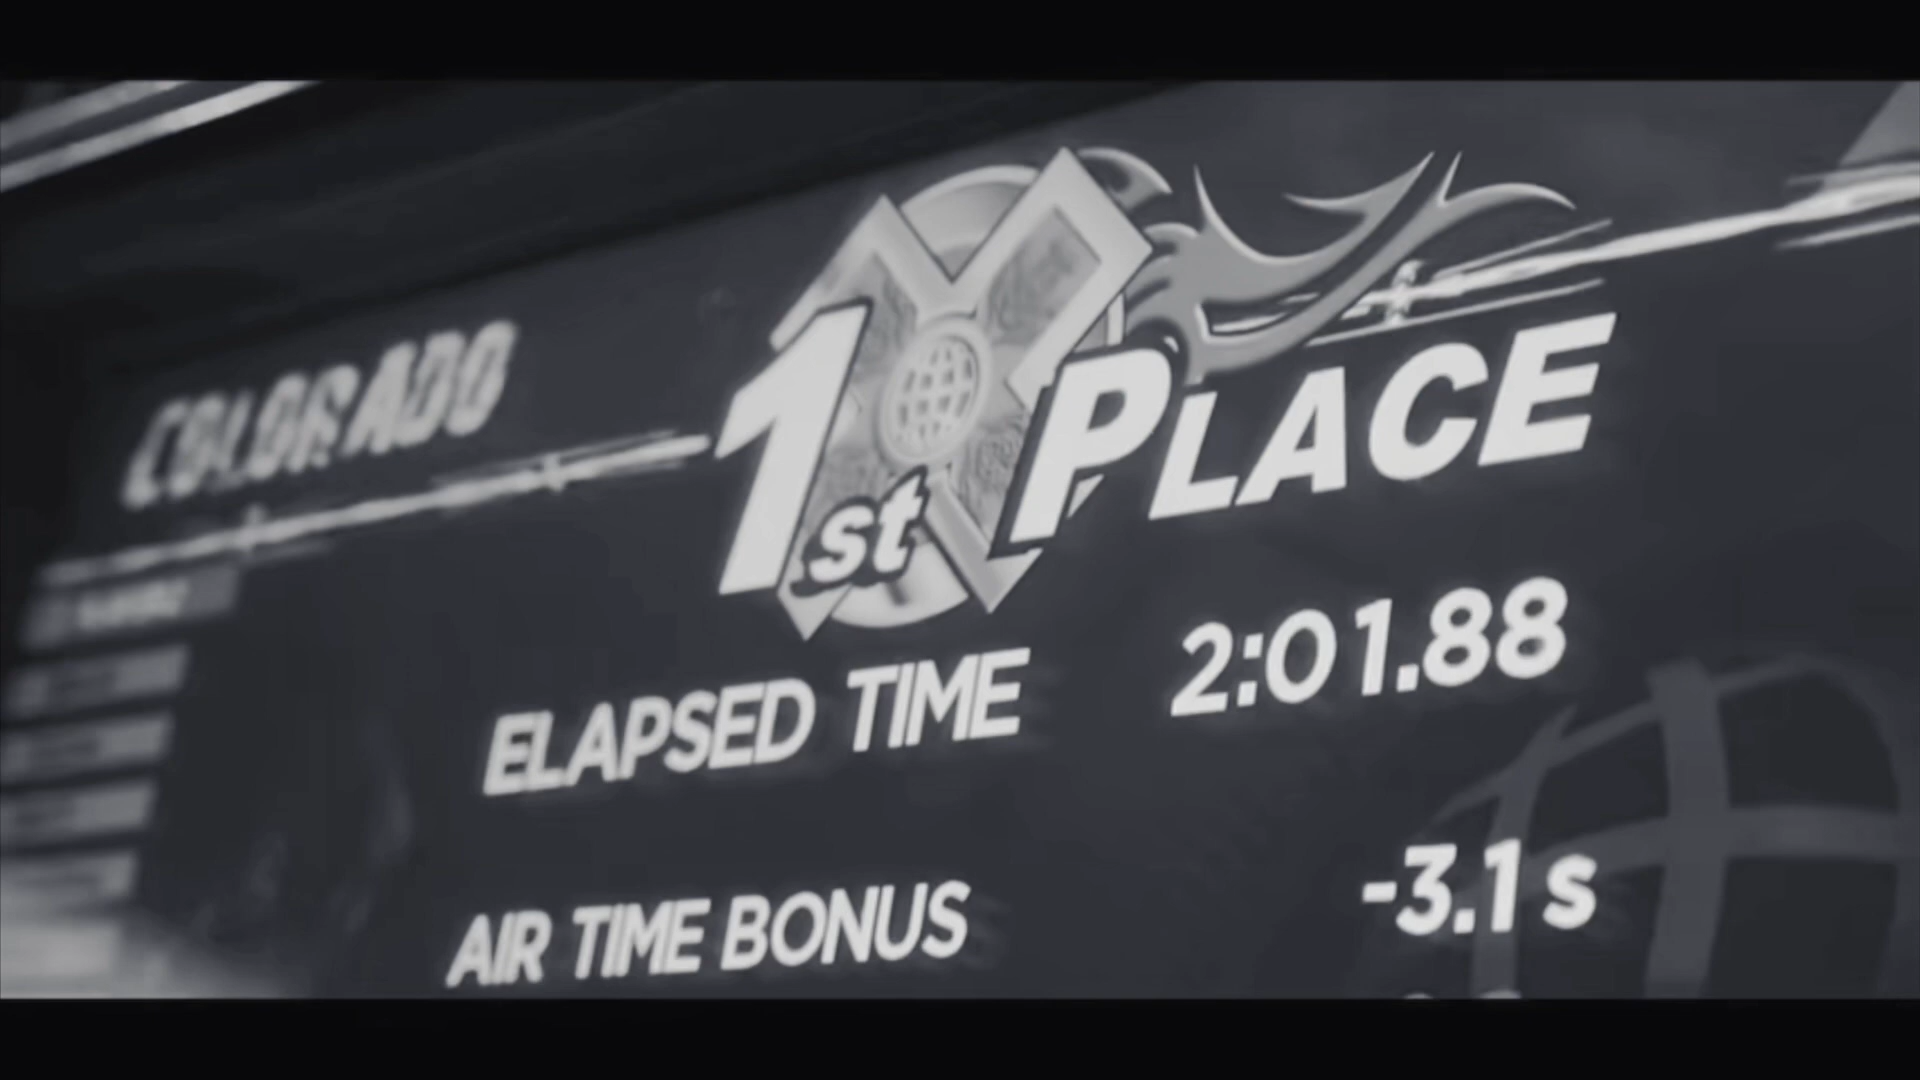 COLORADO
1st PLACE
ELAPSED TIME 2:01.88
AIR TIME BONUS -3.1 s